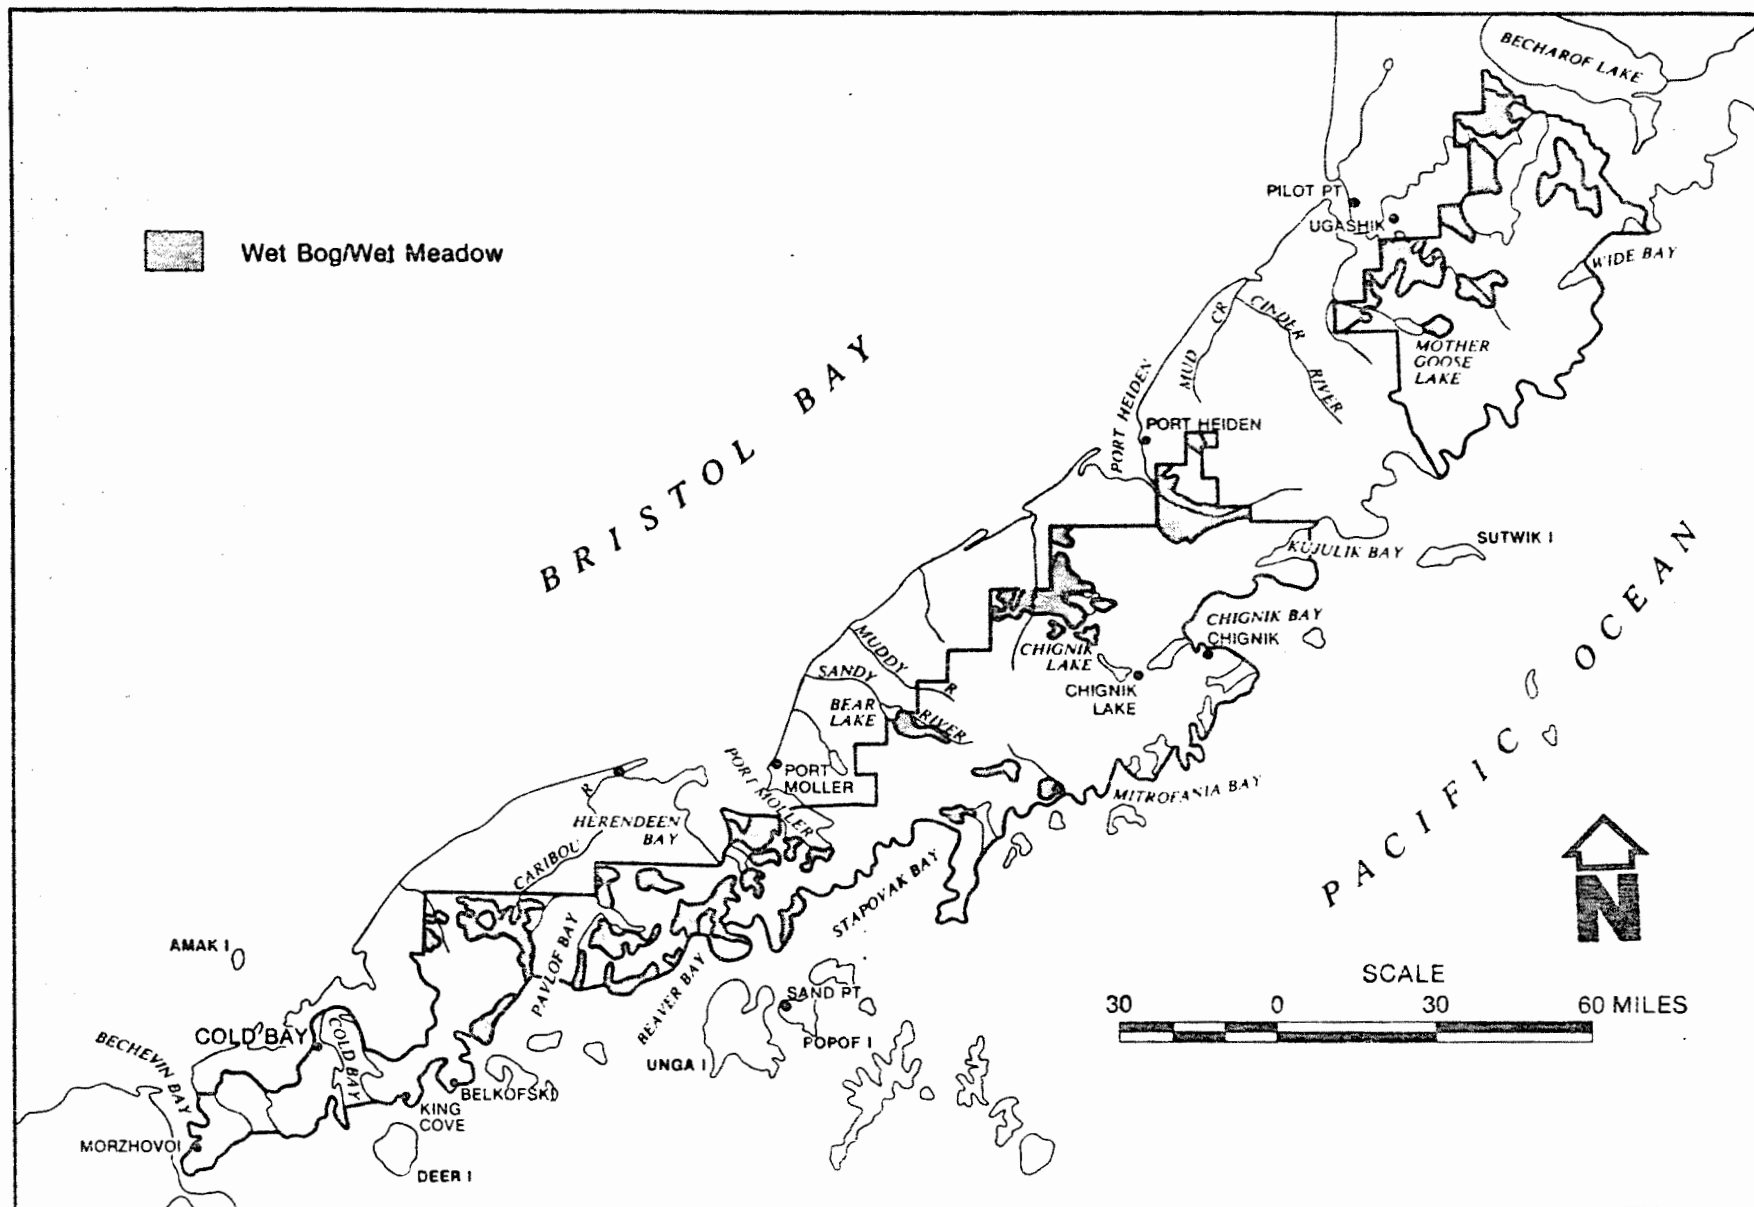 BECHAROF LAKE
PILOT PT
UGASHIK
WIDE BAY
Wet Bog/Wet Meadow
CINDER
RIVER
MUD CR
MOTHER
GOOSE
LAKE
BRISTOL BAY
PORT HEIDEN
PORT HEIDEN
KUJULIK BAY
SUTWIK I
CHIGNIK BAY
CHIGNIK
PACIFIC OCEAN
MUDDY R
CHIGNIK
LAKE
SANDY
RIVER
CHIGNIK
LAKE
BEAR
LAKE
PORT
MOLLER
PORT MOLLER
MITROFANIA BAY
HERENDEEN
BAY
CARIBOU R
STAPOVAK BAY
AMAK I
PAVLOF BAY
BEAVER BAY
SAND PT
POPOF I
UNGA I
COLD BAY
COLD BAY
BECHEVIN BAY
BELKOFSKI
KING
COVE
MORZHOVOI
DEER I
N
SCALE
30 0 30 60 MILES